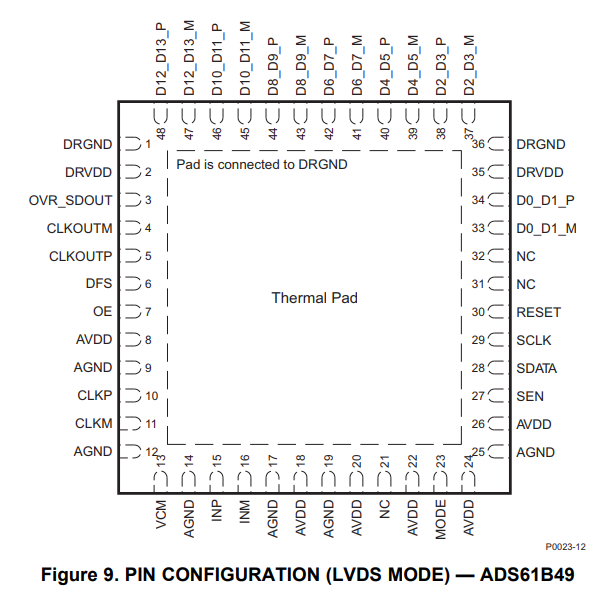 D12_D13_P
D12_D13_M
D10_D11_P
D10_D11_M
D8_D9_P
D8_D9_M
D6_D7_P
D6_D7_M
D4_D5_P
D4_D5_M
D2_D3_P
D2_D3_M
48 47 46 45 44 43 42 41 40 39 38 37
DRGND 1
DRVDD 2
OVR_SDOUT 3
CLKOUTM 4
CLKOUTP 5
DFS 6
OE 7
AVDD 8
AGND 9
CLKP 10
CLKM 11
AGND 12
Pad is connected to DRGND
Thermal Pad
36 DRGND
35 DRVDD
34 D0_D1_P
33 D0_D1_M
32 NC
31 NC
30 RESET
29 SCLK
28 SDATA
27 SEN
26 AVDD
25 AGND
13 14 15 16 17 18 19 20 21 22 23 24
VCM
AGND
INP
INM
AGND
AVDD
AGND
AVDD
NC
AVDD
MODE
AVDD
P0023-12
Figure 9. PIN CONFIGURATION (LVDS MODE) — ADS61B49